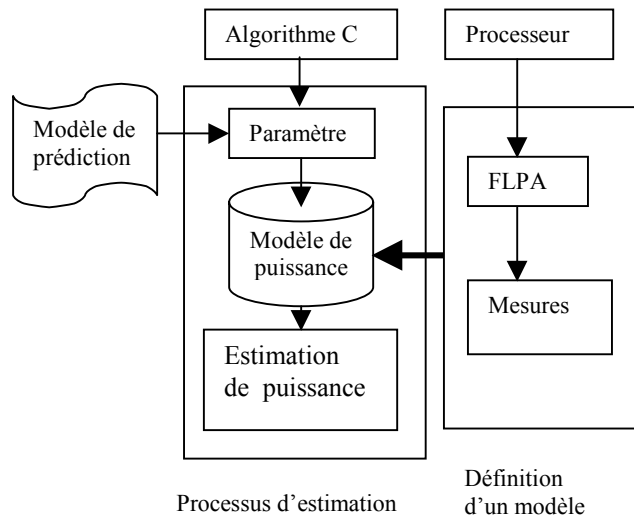 Algorithme C
Processeur
Modèle de
prédiction
Paramètre
FLPA
Modèle de
puissance
Mesures
Estimation
de puissance
Processus d'estimation
Définition
d'un modèle